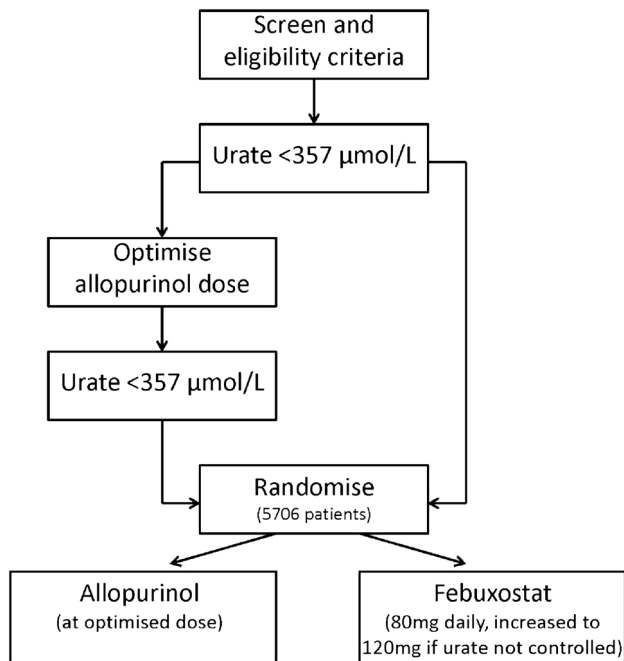 Screen and
eligibility criteria
Urate <357 µmol/L
Optimise
allopurinol dose
Urate <357 µmol/L
Randomise
(5706 patients)
Allopurinol
(at optimised dose)
Febuxostat
(80mg daily, increased to
120mg if urate not controlled)